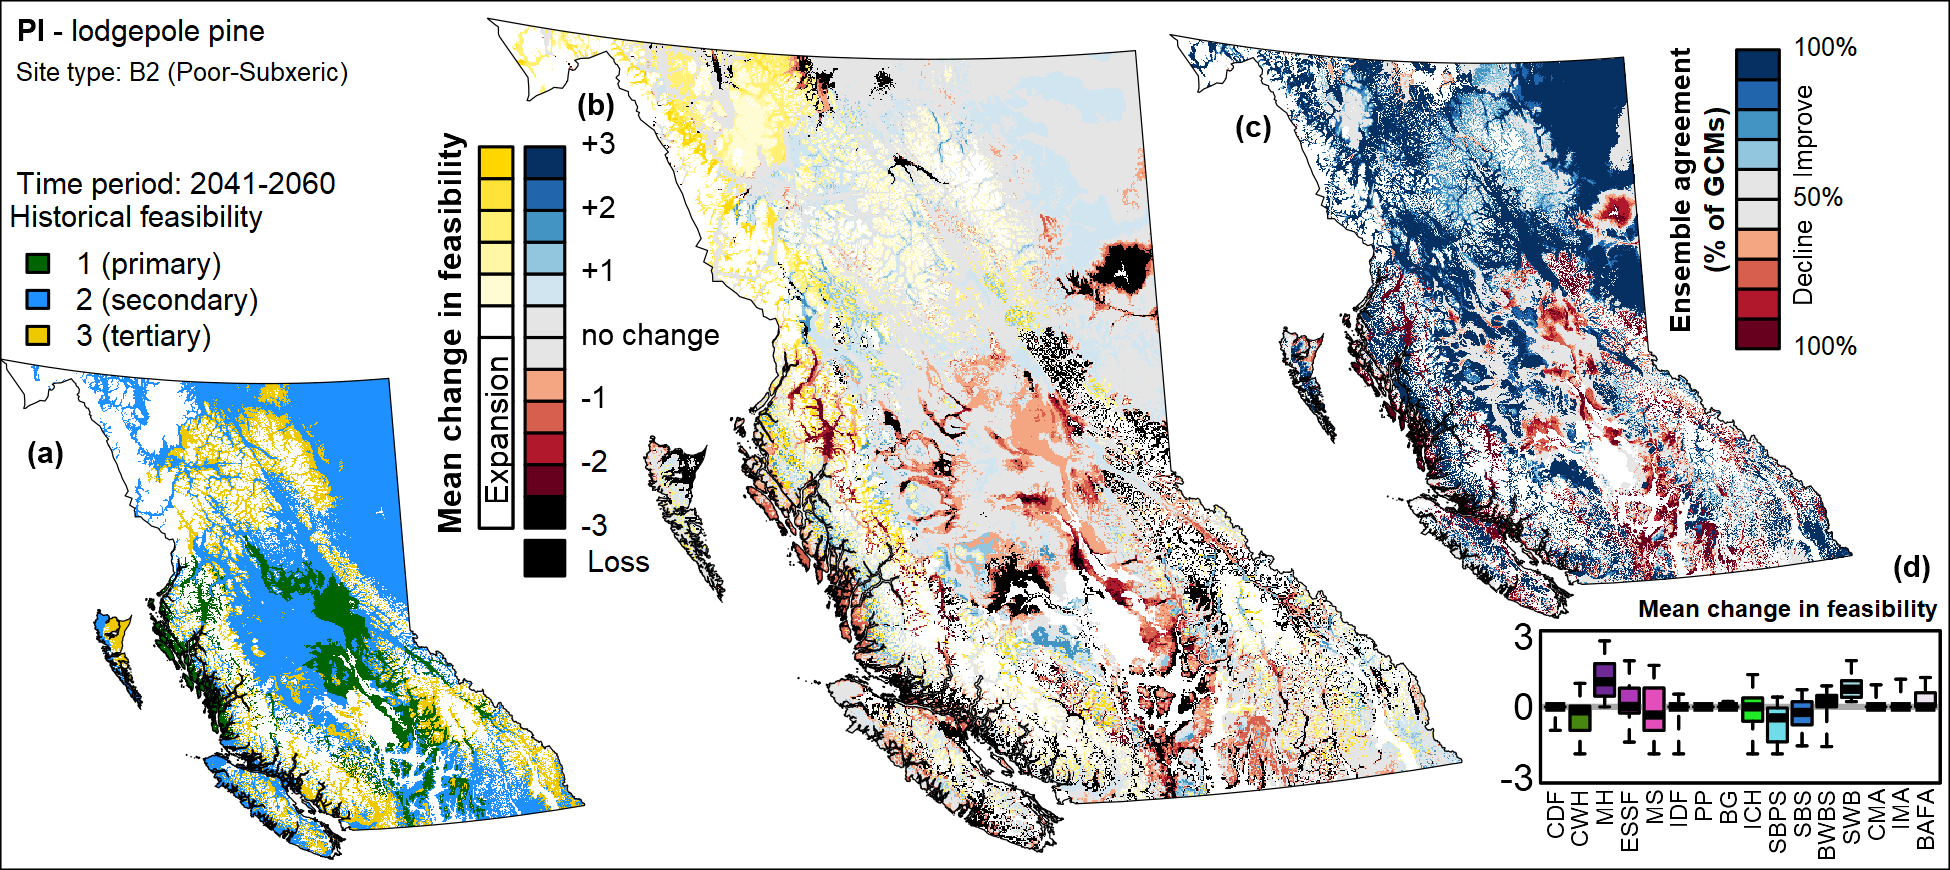 Pl - lodgepole pine
Site type: B2 (Poor-Subxeric)
Time period: 2041-2060
Historical feasibility
1 (primary)
2 (secondary)
3 (tertiary)
(a)
(b)
Mean change in feasibility
Expansion
+3
+2
+1
no change
-1
-2
-3
Loss
(c)
Ensemble agreement
(% of GCMs)
100%
Improve
50%
Decline
100%
(d)
Mean change in feasibility
3
0
-3
CDF
CWH
MH
ESSF
MS
IDF
PP
BG
ICH
SBPS
SBS
BWBS
SWB
CMA
IMA
BAFA